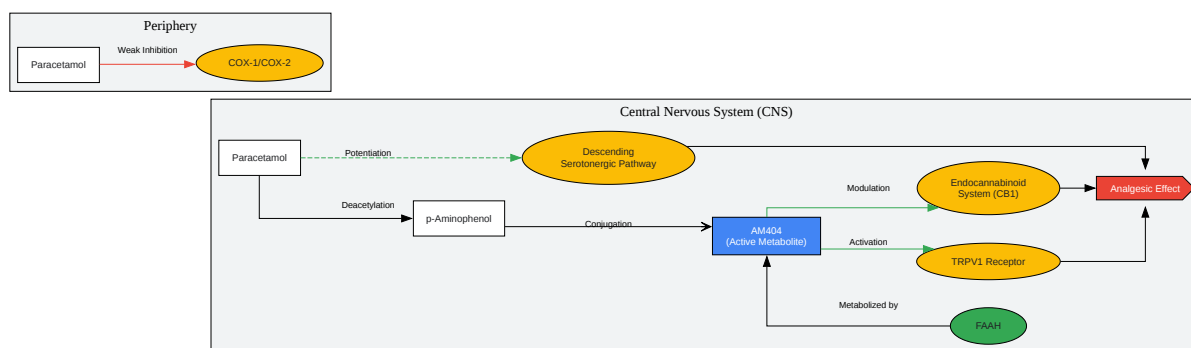 Periphery
Paracetamol
Weak Inhibition
COX-1/COX-2
Central Nervous System (CNS)
Paracetamol
Potentiation
Descending
Serotonergic Pathway
Deacetylation
p-Aminophenol
Conjugation
AM404
(Active Metabolite)
Modulation
Endocannabinoid
System (CB1)
Analgesic Effect
Activation
TRPV1 Receptor
Metabolized by
FAAH